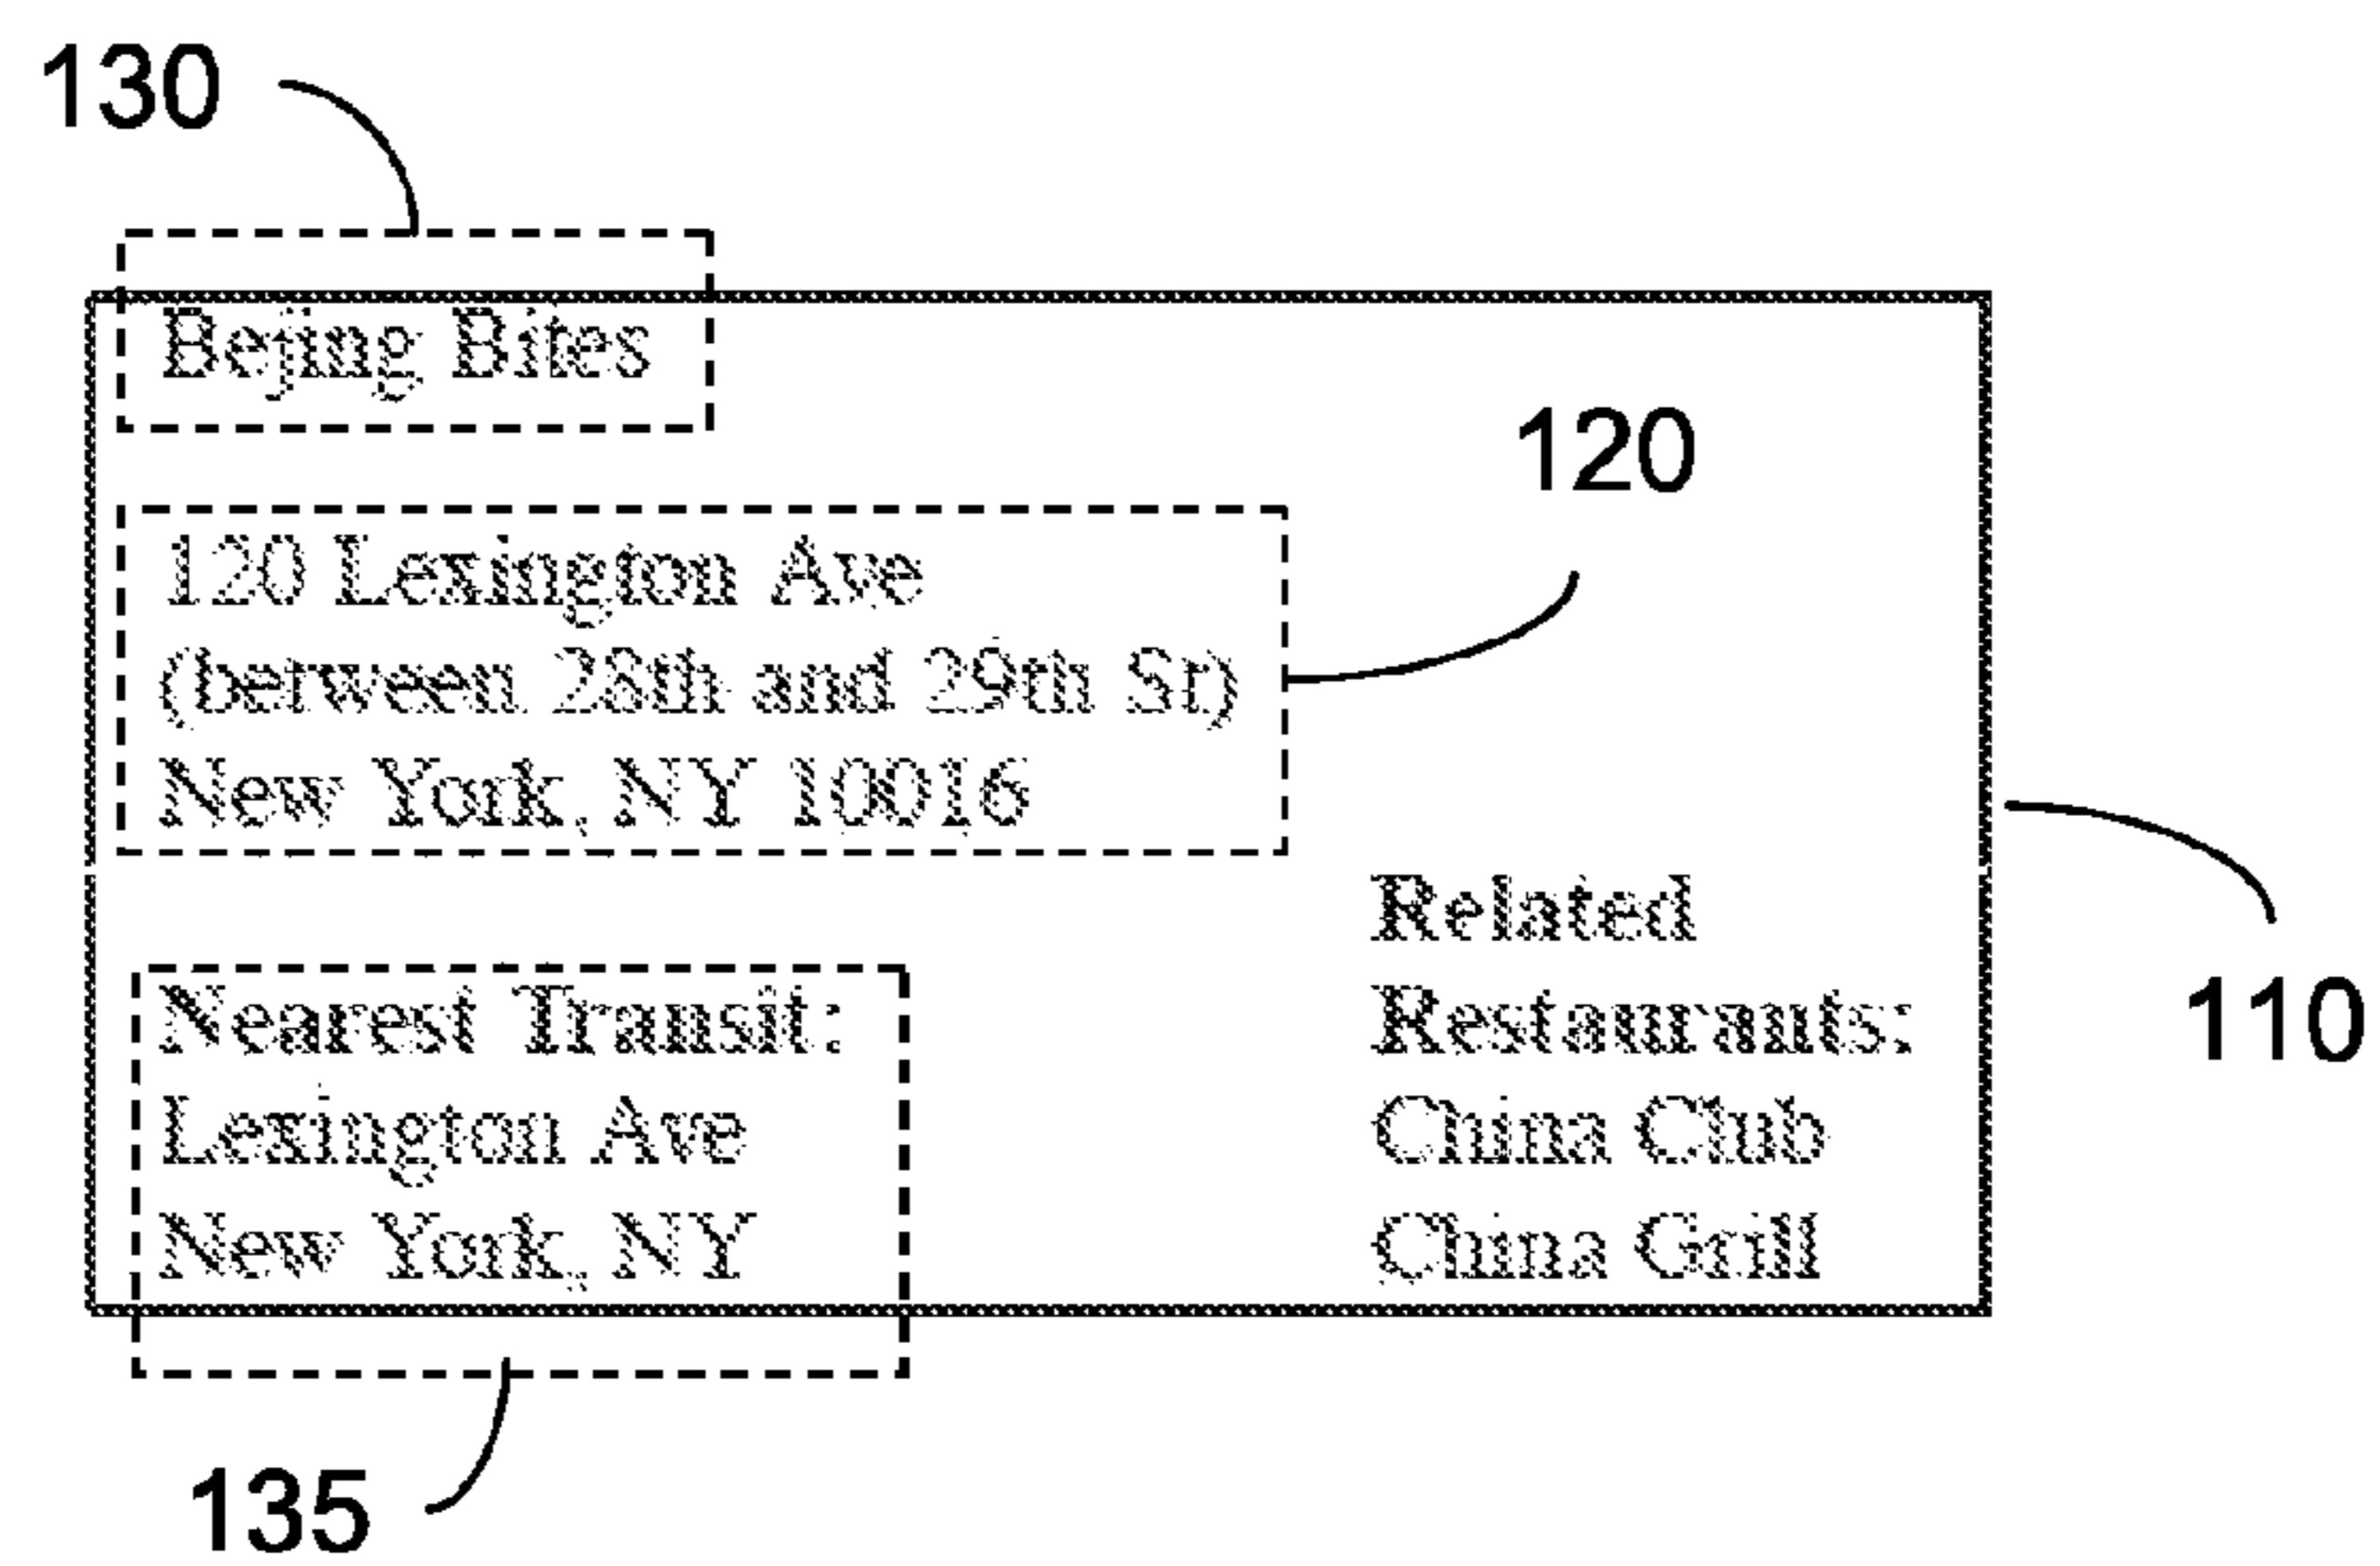 130
Bejing Bites
120
120 Lexington Ave
(between 28th and 29th St)
New York, NY 10016
110
Nearest Transit:
Lexington Ave
New York, NY
Related
Restaurants:
China Club
China Grill
135